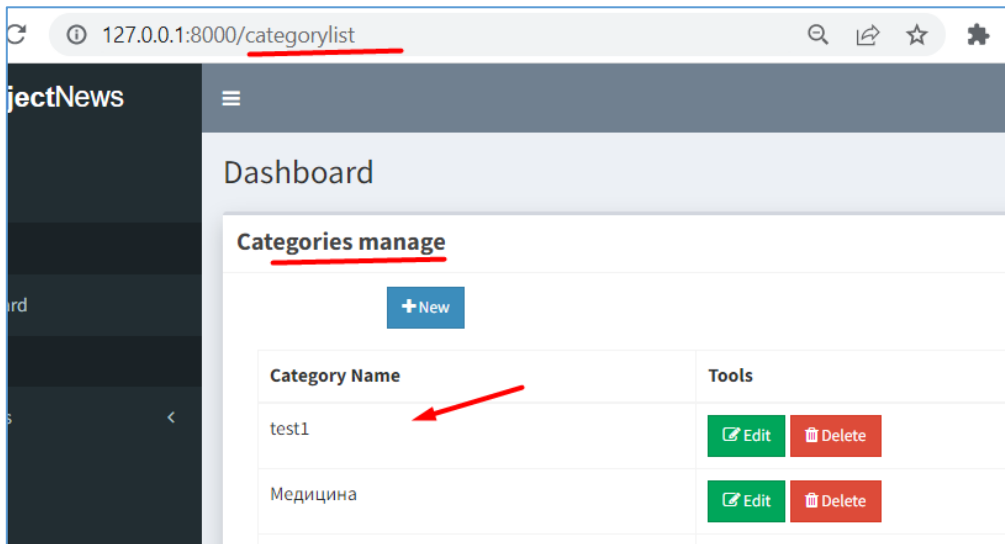 127.0.0.1:8000/categorylist
jectNews
Dashboard
Categories manage
ard
New
Category Name Tools
test1 Edit Delete
s
Медицина Edit Delete